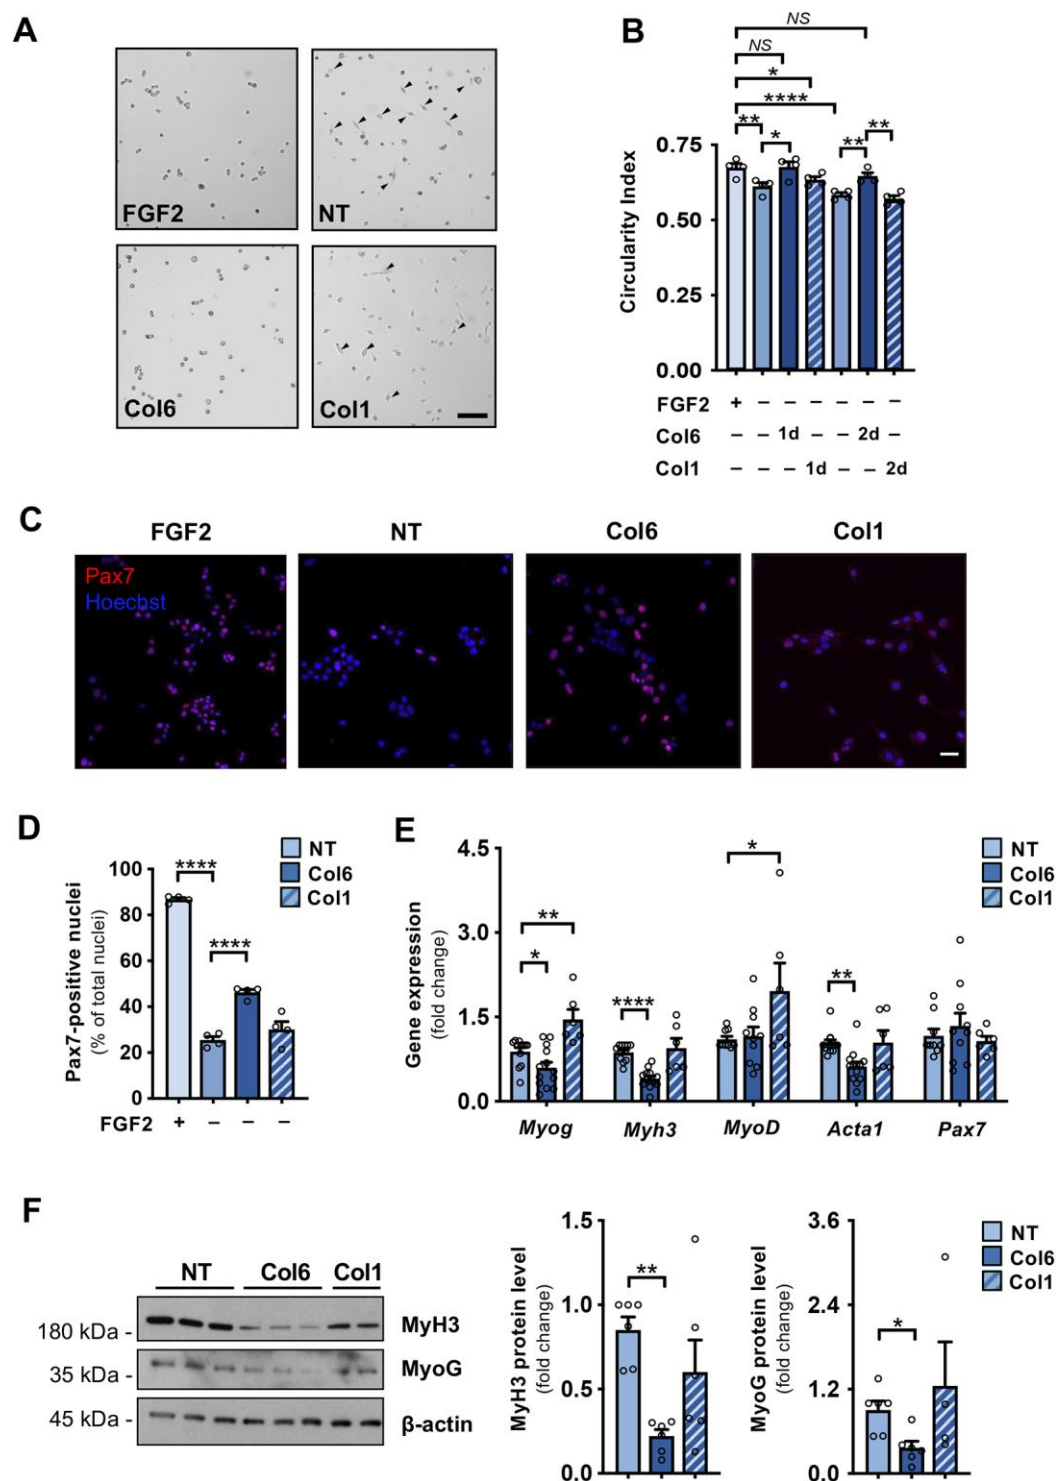 A
FGF2
NT
Col6
Col1
B
NS
NS
*
****
**
*
**
**
Circularity Index
0.75
0.50
0.25
0.00
FGF2 + – – – – – –
Col6 – – 1d – – 2d –
Col1 – – – 1d – – 2d
C
FGF2 NT Col6 Col1
Pax7
Hoechst
D
NT
Col6
Col1
****
****
Pax7-positive nuclei
(% of total nuclei)
100
80
60
40
20
0
FGF2 + – – –
E
NT
Col6
Col1
Gene expression
(fold change)
4.5
3.0
1.5
0.0
**
*
****
*
**
Myog Myh3 MyoD Acta1 Pax7
F
NT Col6 Col1
180 kDa - MyH3
35 kDa - MyoG
45 kDa - β-actin
MyH3 protein level
(fold change)
1.5
1.0
0.5
0.0
**
MyoG protein level
(fold change)
3.6
2.4
1.2
0.0
*
NT
Col6
Col1